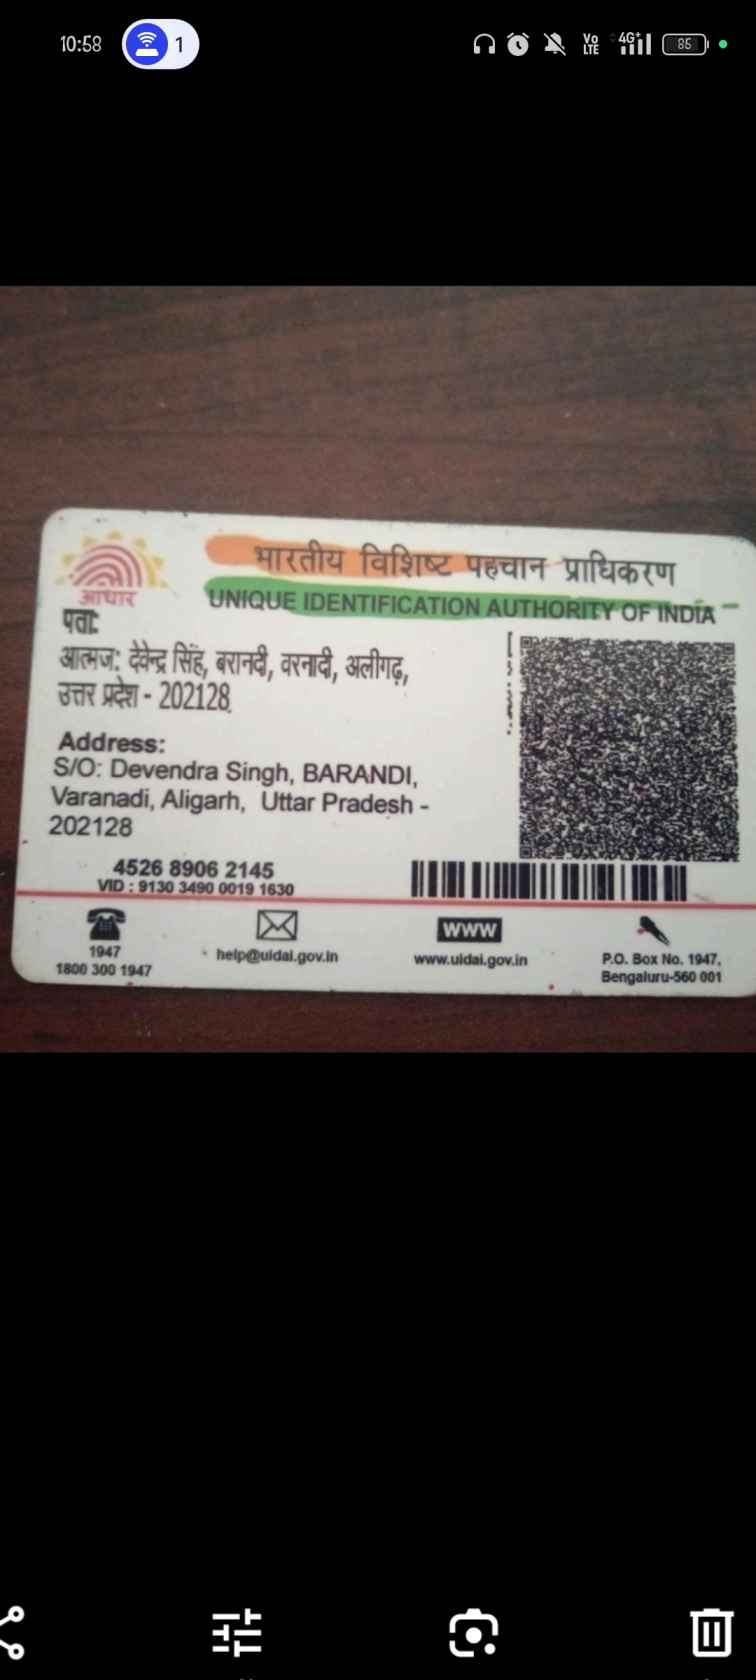 10:58
1
Vo LTE
4G+
85
भारतीय विशिष्ट पहचान प्राधिकरण
UNIQUE IDENTIFICATION AUTHORITY OF INDIA
आधार
पता:
आत्मज: देवेन्द्र सिंह, बरानदी, वरनादी, अलीगढ़,
उत्तर प्रदेश - 202128
Address:
S/O: Devendra Singh, BARANDI,
Varanadi, Aligarh, Uttar Pradesh -
202128
4526 8906 2145
VID : 9130 3490 0019 1630
1947
1800 300 1947
help@uidai.gov.in
WWW
www.uidai.gov.in
P.O. Box No. 1947,
Bengaluru-560 001